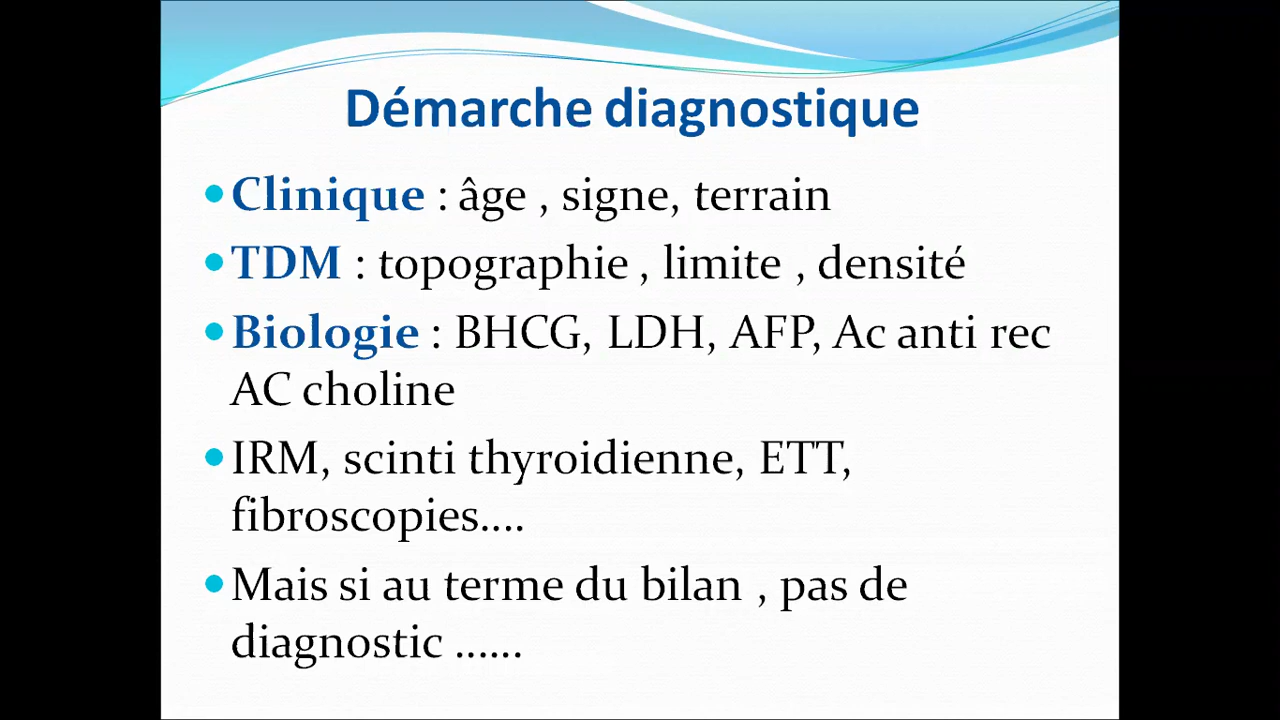 Démarche diagnostique
Clinique : âge , signe, terrain
TDM : topographie , limite , densité
Biologie : BHCG, LDH, AFP, Ac anti rec
AC choline
IRM, scinti thyroidienne, ETT,
fibroscopies....
Mais si au terme du bilan , pas de
diagnostic ......